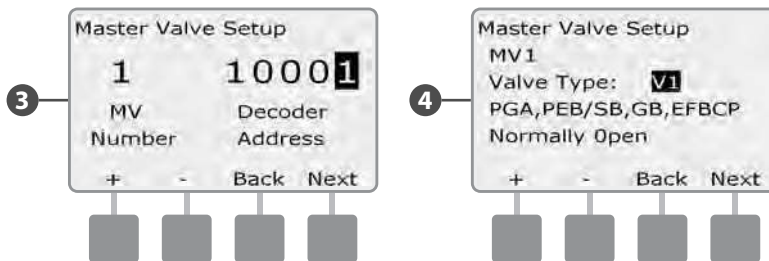 3
Master Valve Setup
1 10001
MV Number
Decoder Address
+ - Back Next
4
Master Valve Setup
MV1
Valve Type: V1
PGA,PEB/SB,GB,EFBCP
Normally Open
+ - Back Next